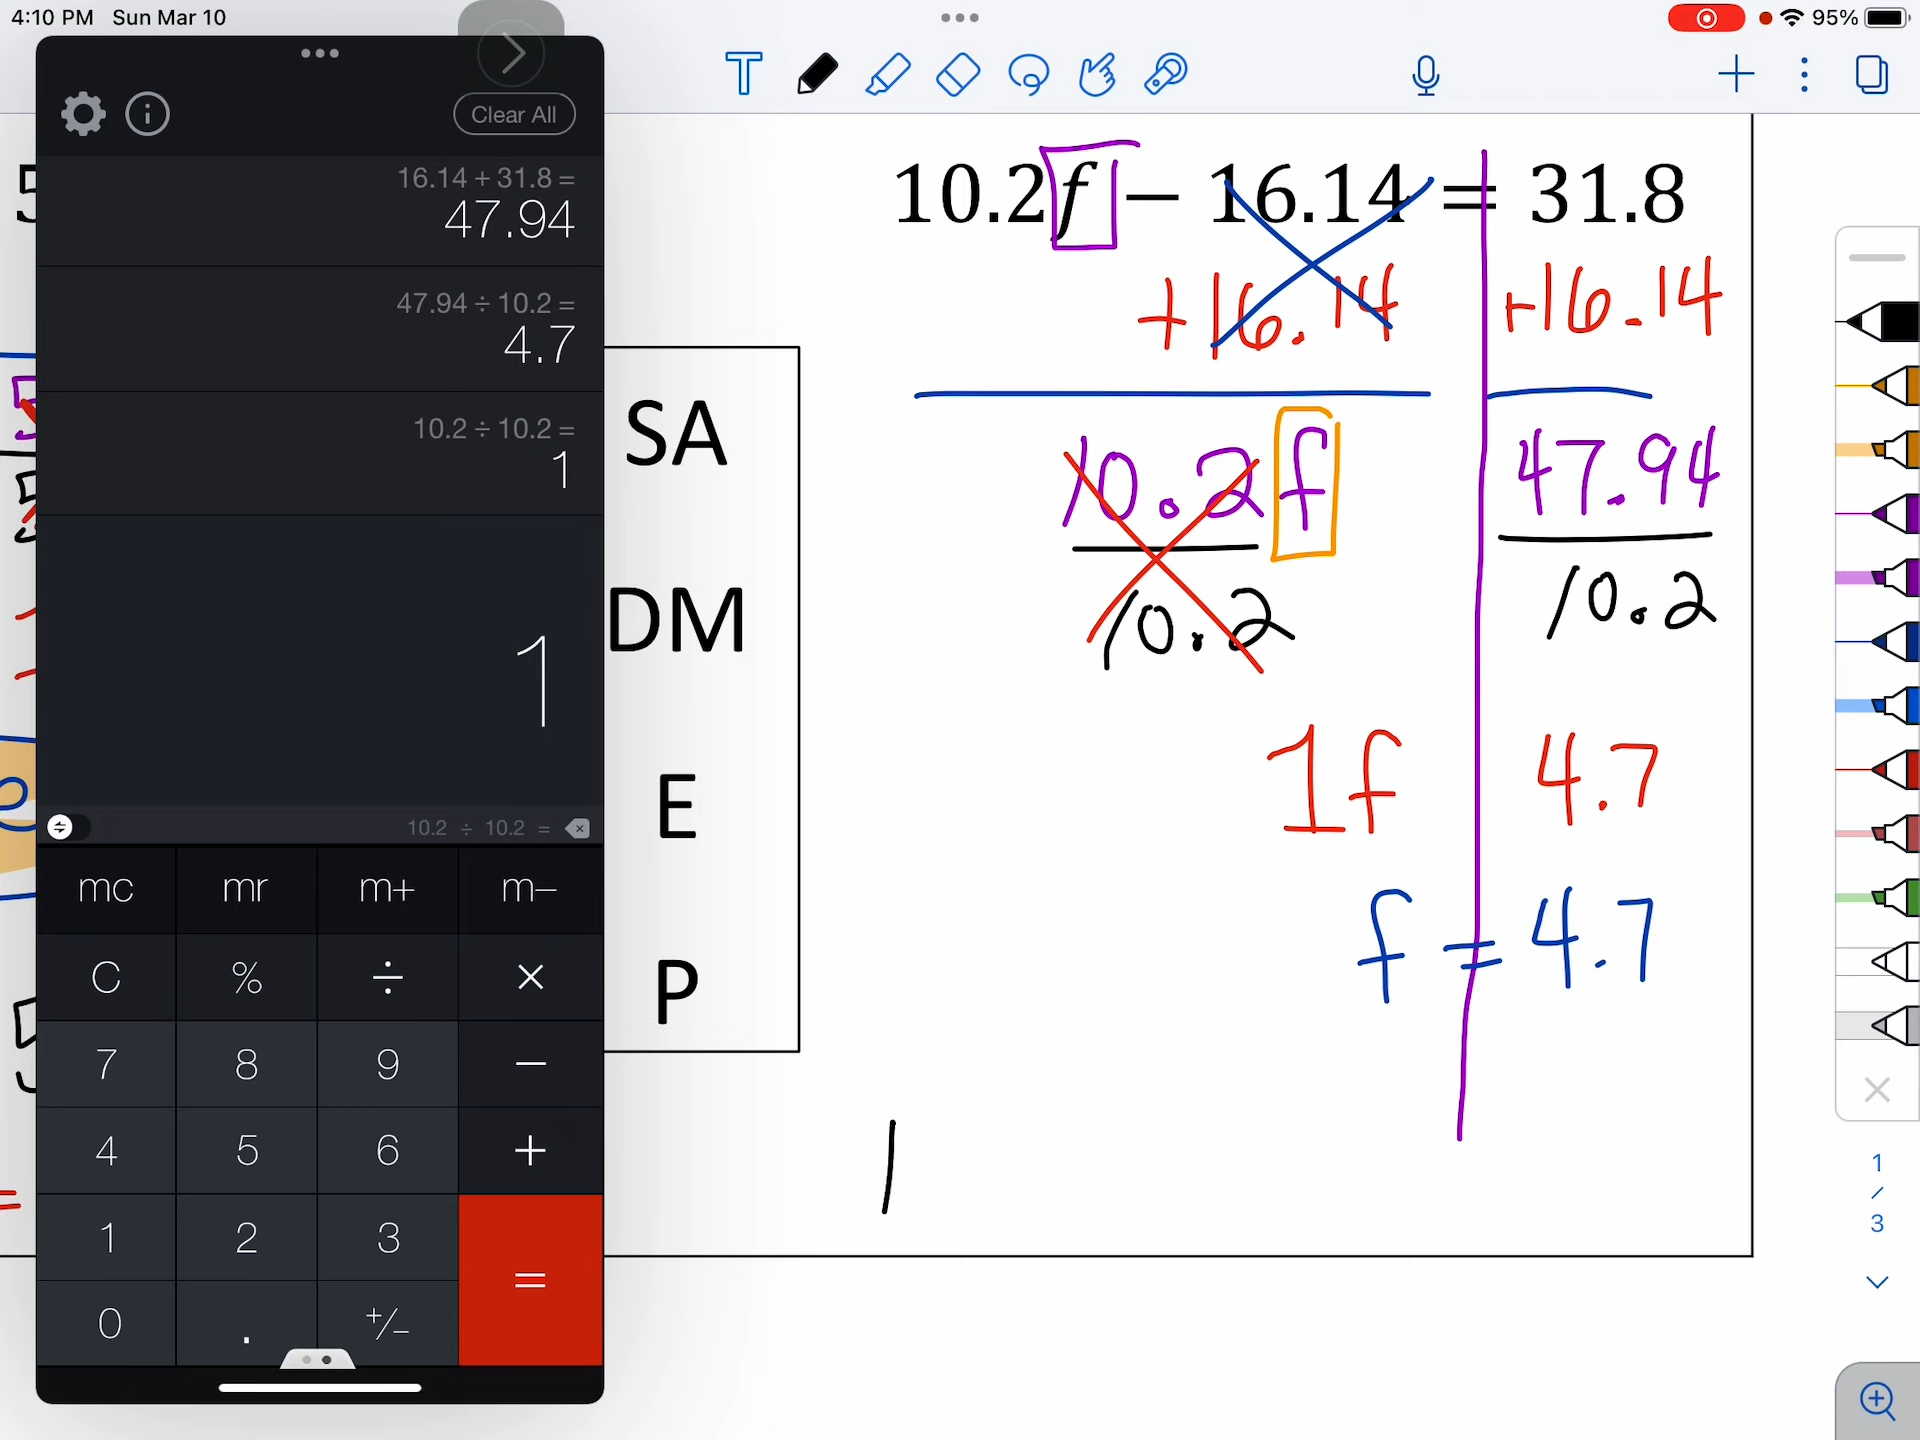 4:10 PM Sun Mar 10
95%
Clear All
16.14 + 31.8 =
47.94
47.94 ÷ 10.2 =
4.7
10.2 ÷ 10.2 =
1
1
10.2 ÷ 10.2 =
mc mr m+ m−
C % ÷ ×
7 8 9 −
4 5 6 +
1 2 3 =
0 . +/−
SA
DM
E
P
10.2f − 16.14 = 31.8
+16.14 +16.14
10.2f 47.94
10.2 10.2
1f 4.7
f = 4.7
1
/
3